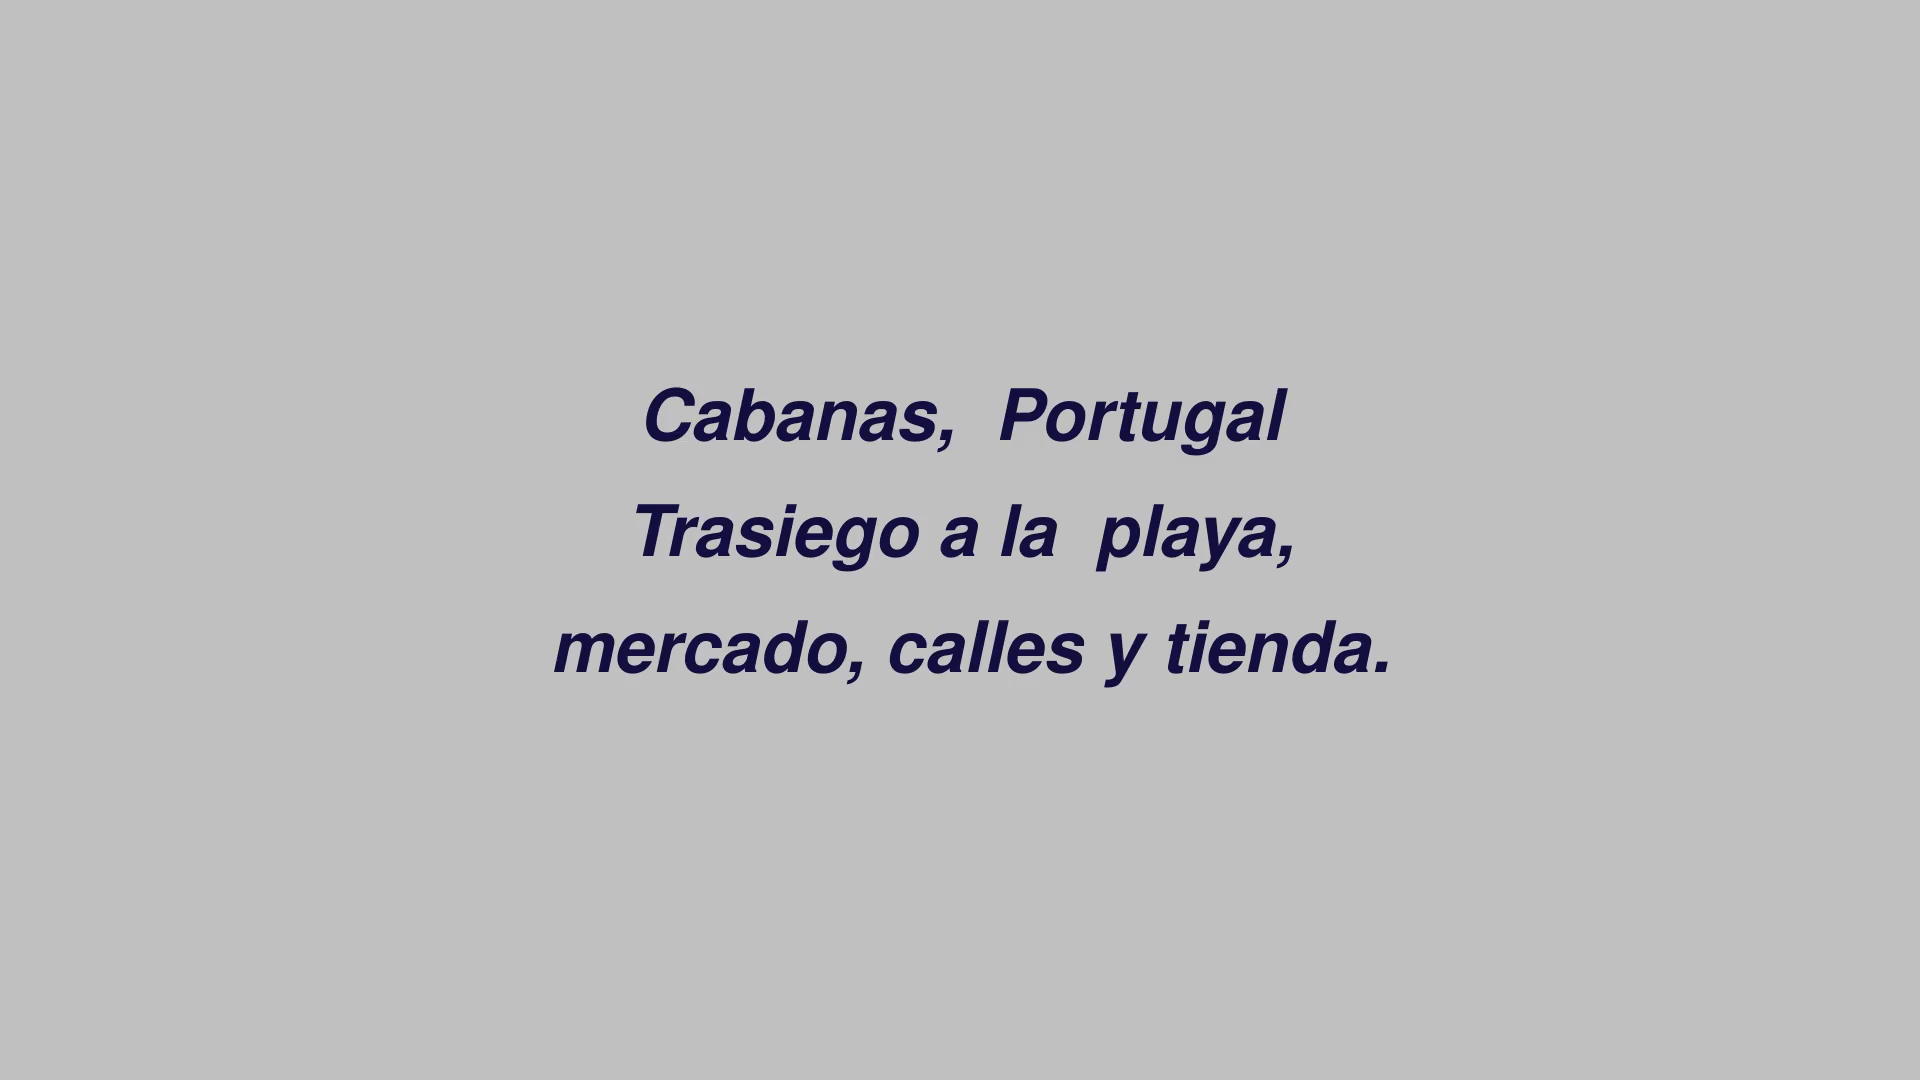 Cabanas,  Portugal
Trasiego a la  playa,
mercado, calles y tienda.